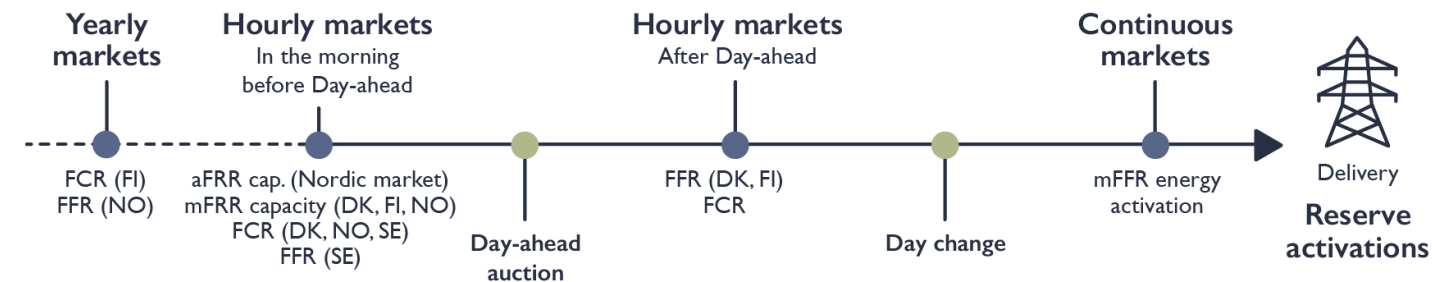 Yearly
markets
Hourly markets
In the morning
before Day-ahead
Hourly markets
After Day-ahead
Continuous
markets
FCR (FI)
FFR (NO)
aFRR cap. (Nordic market)
mFRR capacity (DK, FI, NO)
FCR (DK, NO, SE)
FFR (SE)
Day-ahead
auction
FFR (DK, FI)
FCR
Day change
mFFR energy
activation
Delivery
Reserve
activations